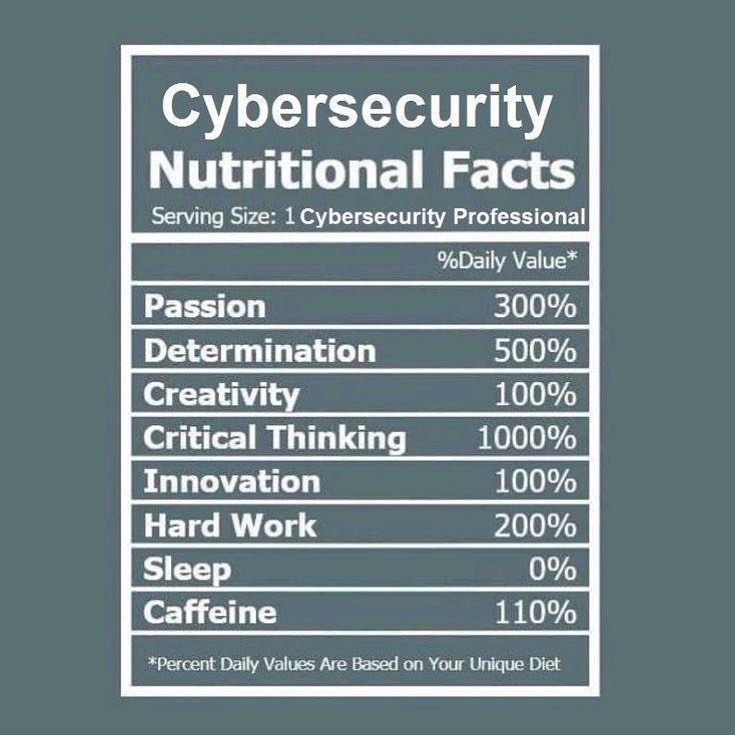 Cybersecurity
Nutritional Facts
Serving Size: 1 Cybersecurity Professional
%Daily Value*
Passion 300%
Determination 500%
Creativity 100%
Critical Thinking 1000%
Innovation 100%
Hard Work 200%
Sleep 0%
Caffeine 110%
*Percent Daily Values Are Based on Your Unique Diet